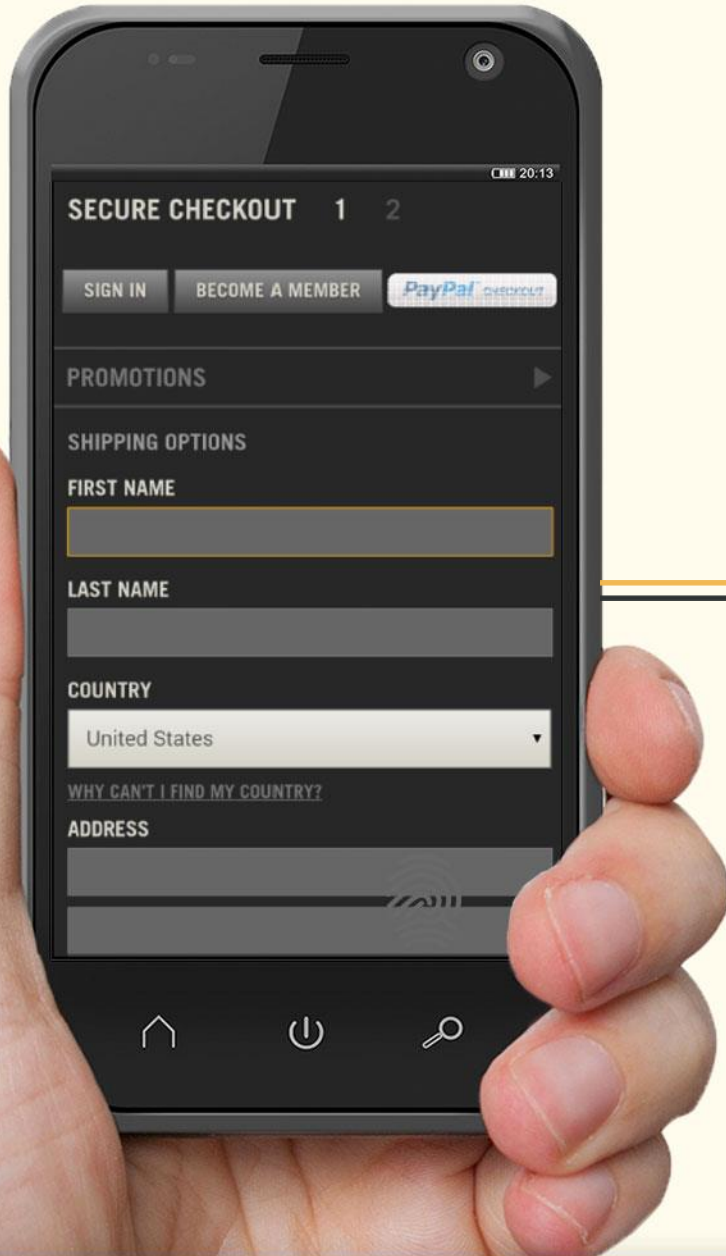 20:13
SECURE CHECKOUT 1 2
SIGN IN BECOME A MEMBER PayPal CHECKOUT
PROMOTIONS
SHIPPING OPTIONS
FIRST NAME
LAST NAME
COUNTRY
United States
WHY CAN'T I FIND MY COUNTRY?
ADDRESS